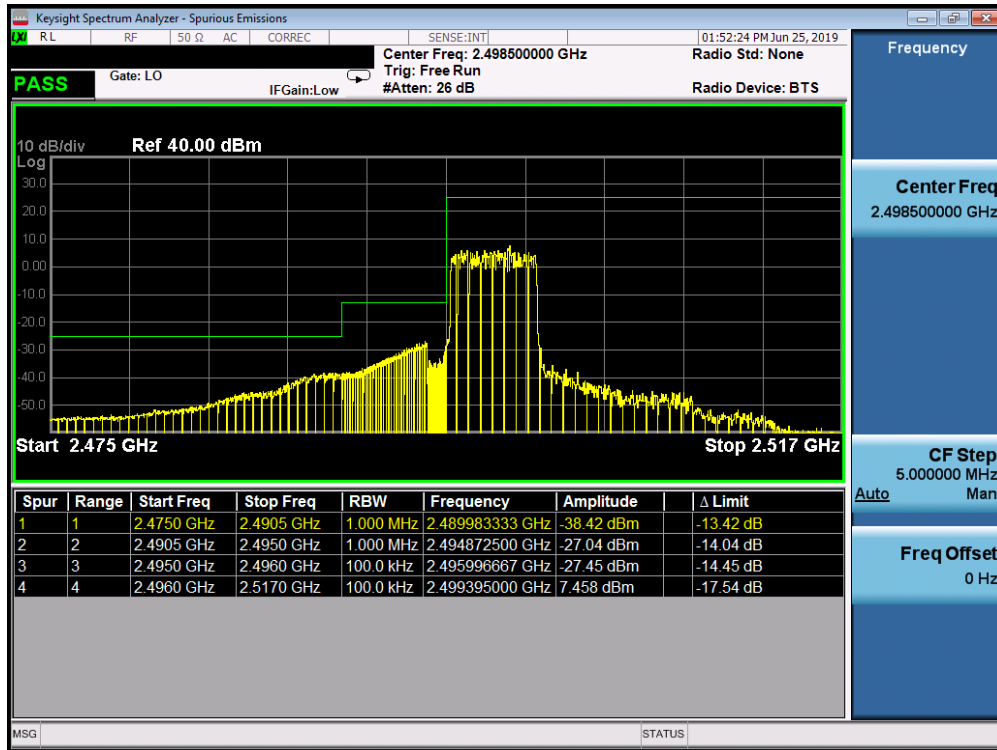 Keysight Spectrum Analyzer - Spurious Emissions
LXI RL RF 50 Ω AC CORREC SENSE:INT 01:52:24 PM Jun 25, 2019
Center Freq: 2.498500000 GHz Radio Std: None
PASS Gate: LO Trig: Free Run
IFGain:Low #Atten: 26 dB Radio Device: BTS
10 dB/div Ref 40.00 dBm
Log
30.0
20.0
10.0
0.00
-10.0
-20.0
-30.0
-40.0
-50.0
Start 2.475 GHz Stop 2.517 GHz
Spur Range Start Freq Stop Freq RBW Frequency Amplitude Δ Limit
1 1 2.4750 GHz 2.4905 GHz 1.000 MHz 2.489983333 GHz -38.42 dBm -13.42 dB
2 2 2.4905 GHz 2.4950 GHz 1.000 MHz 2.494872500 GHz -27.04 dBm -14.04 dB
3 3 2.4950 GHz 2.4960 GHz 100.0 kHz 2.495996667 GHz -27.45 dBm -14.45 dB
4 4 2.4960 GHz 2.5170 GHz 100.0 kHz 2.499395000 GHz 7.458 dBm -17.54 dB
MSG STATUS
Frequency
Center Freq
2.498500000 GHz
CF Step
5.000000 MHz
Auto Man
Freq Offset
0 Hz